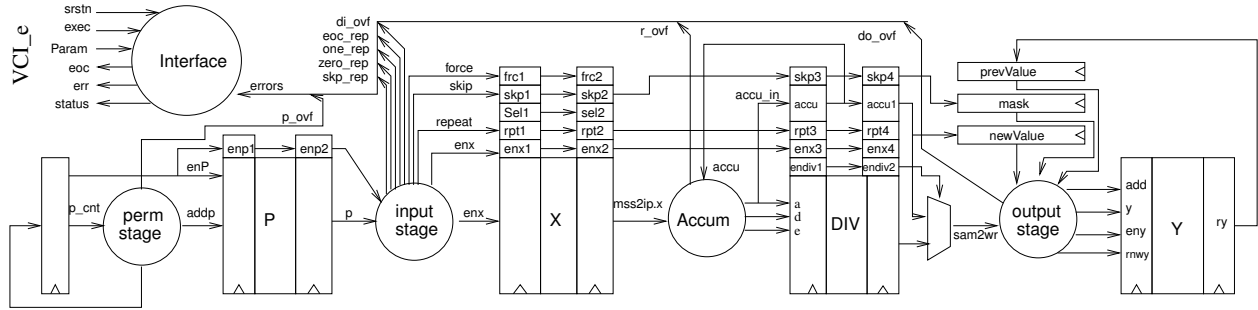 VCI_e
srstn
exec
Param
eoc
err
status
Interface
errors
p_ovf
di_ovf
eoc_rep
one_rep
zero_rep
skp_rep
r_ovf
do_ovf
force
skip
repeat
enx
frc1
frc2
skp1
skp2
Sel1
sel2
rpt1
rpt2
enx1
enx2
X
accu_in
skp3
skp4
accu
accu1
rpt3
rpt4
enx3
enx4
endiv1
endiv2
DIV
prevValue
mask
newValue
enp1
enp2
enP
p_cnt
perm
stage
addp
P
p
input
stage
enx
mss2ip.x
accu
Accum
a
d
e
sam2wr
output
stage
add
y
eny
rnwy
Y
ry